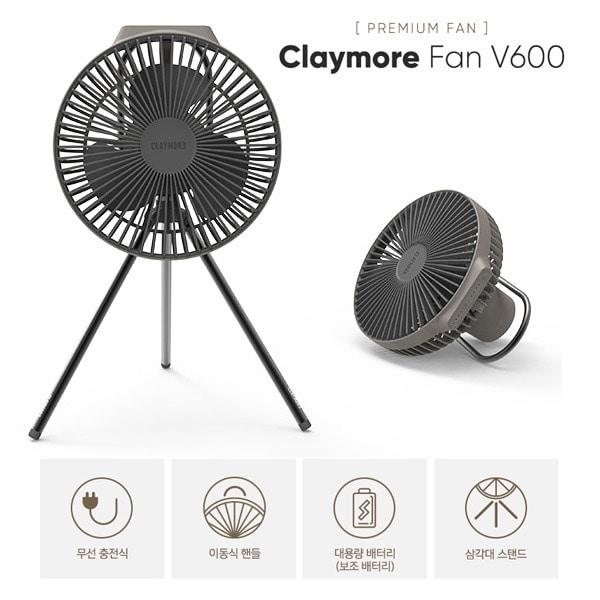 [ PREMIUM FAN ]
Claymore Fan V600
CLAYMORE
CLAYMORE
무선 충전식
이동식 핸들
대용량 배터리
(보조 배터리)
삼각대 스탠드